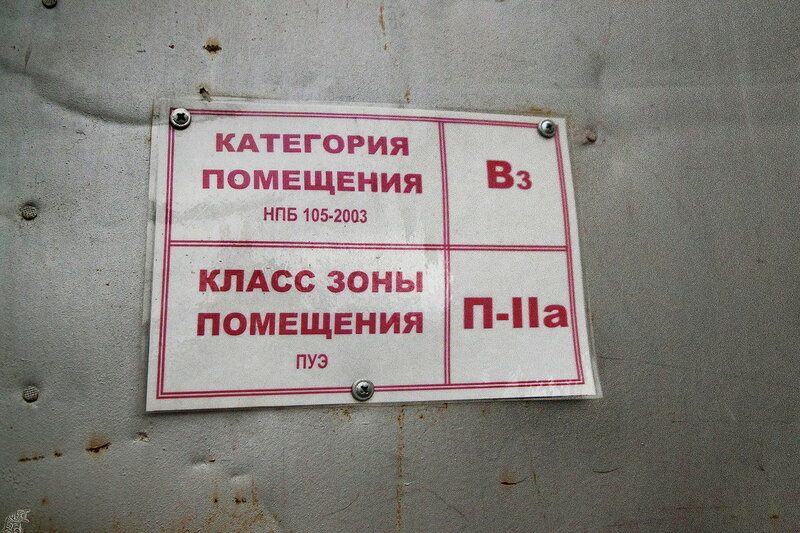 КАТЕГОРИЯ
ПОМЕЩЕНИЯ
НПБ 105-2003
В3
КЛАСС ЗОНЫ
ПОМЕЩЕНИЯ
ПУЭ
П-IIа